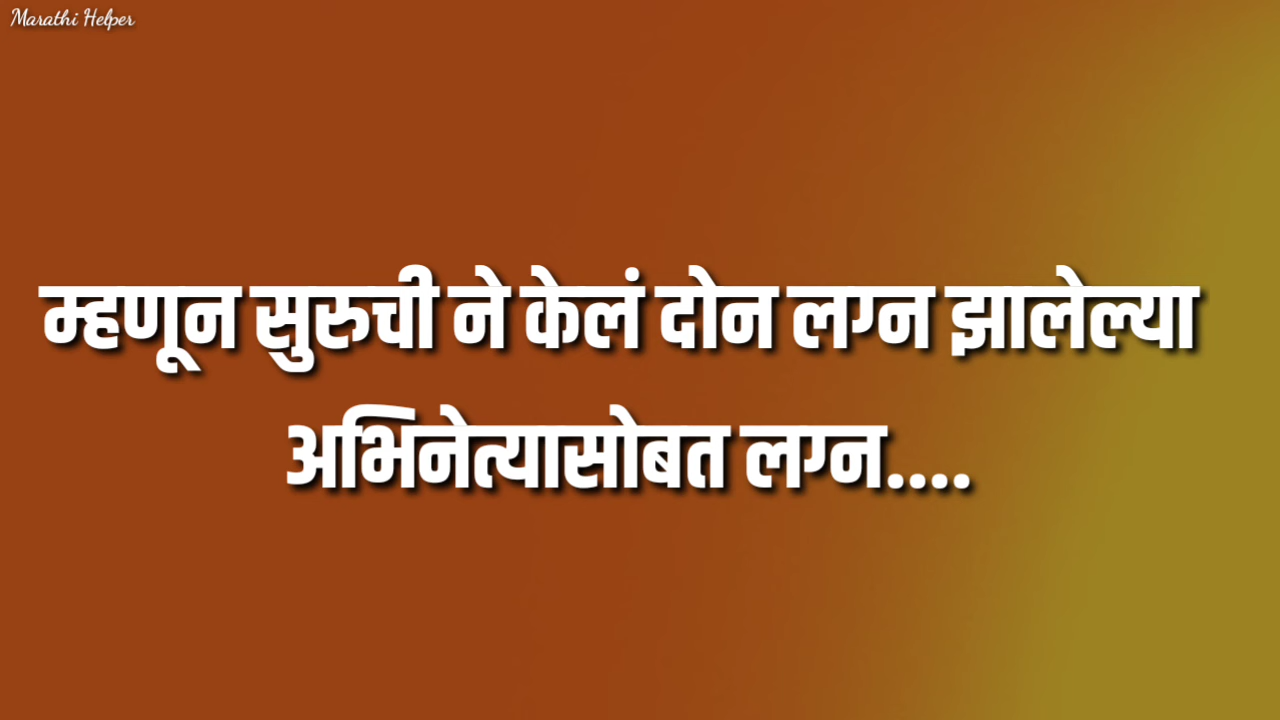 Marathi Helper
म्हणून सुरुची ने केलं दोन लग्न झालेल्या
अभिनेत्यासोबत लग्न....